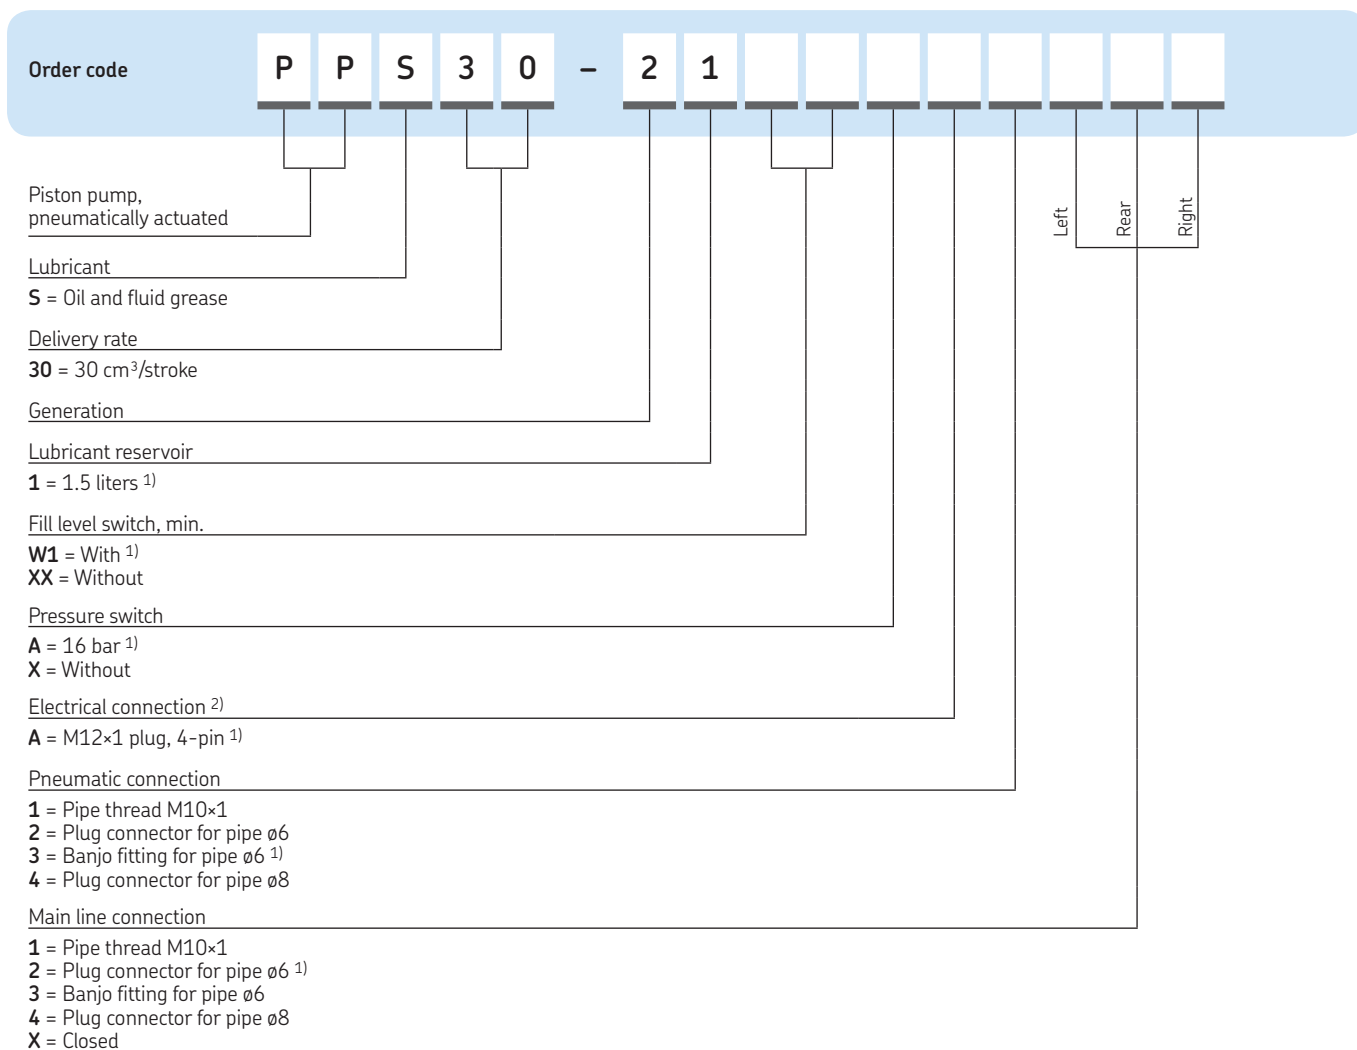 Order code P P S 3 0 – 2 1
Left Rear Right
Piston pump,
pneumatically actuated
Lubricant
S = Oil and fluid grease
Delivery rate
30 = 30 cm³/stroke
Generation
Lubricant reservoir
1 = 1.5 liters 1)
Fill level switch, min.
W1 = With 1)
XX = Without
Pressure switch
A = 16 bar 1)
X = Without
Electrical connection 2)
A = M12×1 plug, 4-pin 1)
Pneumatic connection
1 = Pipe thread M10×1
2 = Plug connector for pipe ø6
3 = Banjo fitting for pipe ø6 1)
4 = Plug connector for pipe ø8
Main line connection
1 = Pipe thread M10×1
2 = Plug connector for pipe ø6 1)
3 = Banjo fitting for pipe ø6
4 = Plug connector for pipe ø8
X = Closed